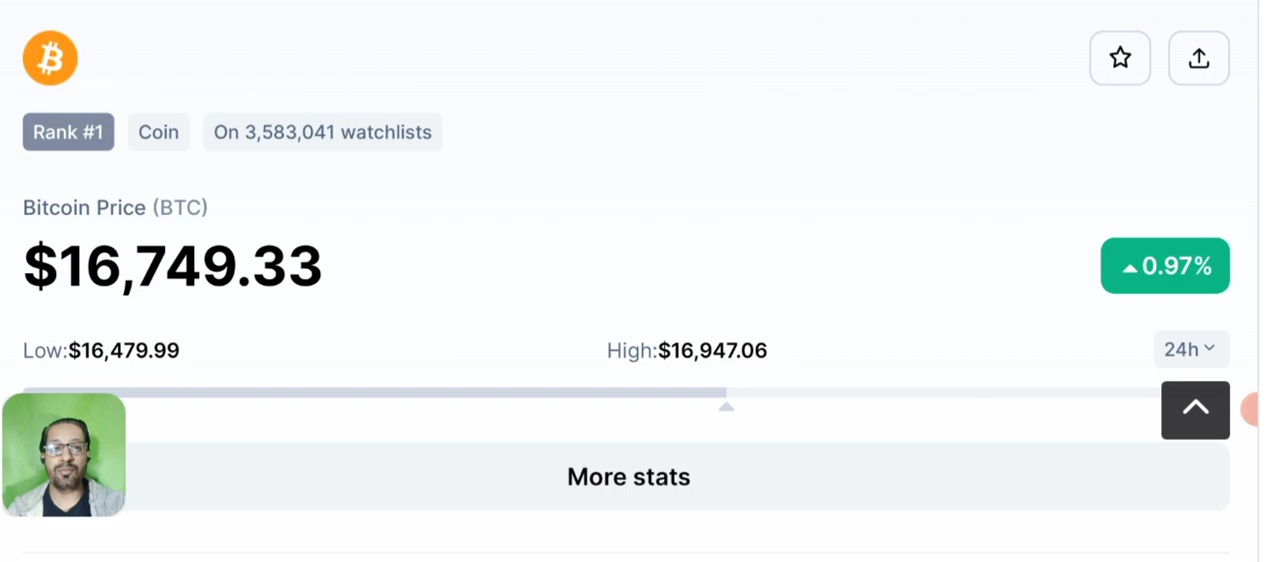 Rank #1 Coin On 3,583,041 watchlists
Bitcoin Price (BTC)
$16,749.33 0.97%
Low:$16,479.99 High:$16,947.06 24h
More stats